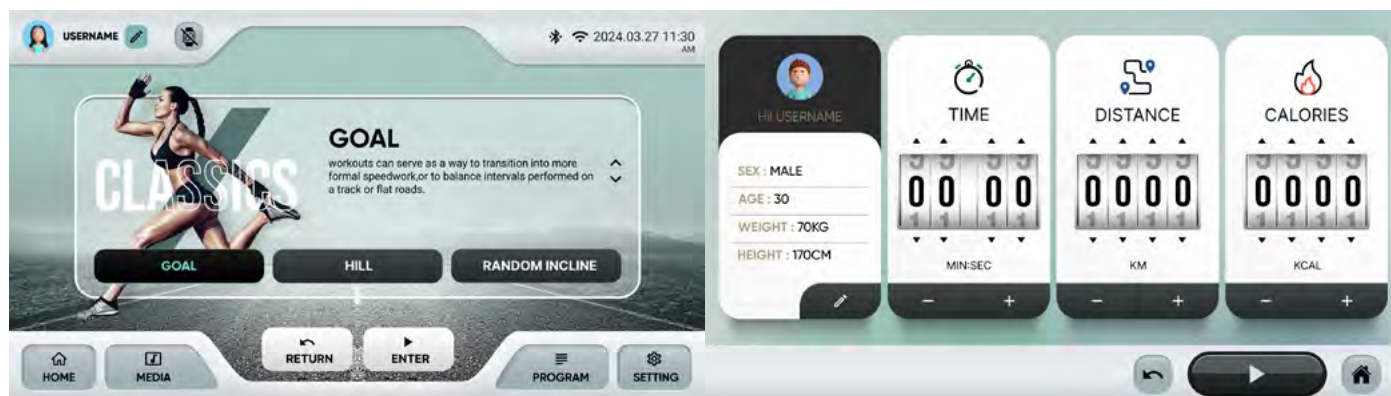 USERNAME
2024.03.27 11:30
AM
CLASSICS
GOAL
workouts can serve as a way to transition into more
formal speedwork,or to balance intervals performed on
a track or flat roads.
GOAL
HILL
RANDOM INCLINE
RETURN
ENTER
HOME
MEDIA
PROGRAM
SETTING
HI! USERNAME
SEX : MALE
AGE : 30
WEIGHT : 70KG
HEIGHT : 170CM
TIME
00 00
MIN:SEC
- +
DISTANCE
0000
KM
- +
CALORIES
0000
KCAL
- +